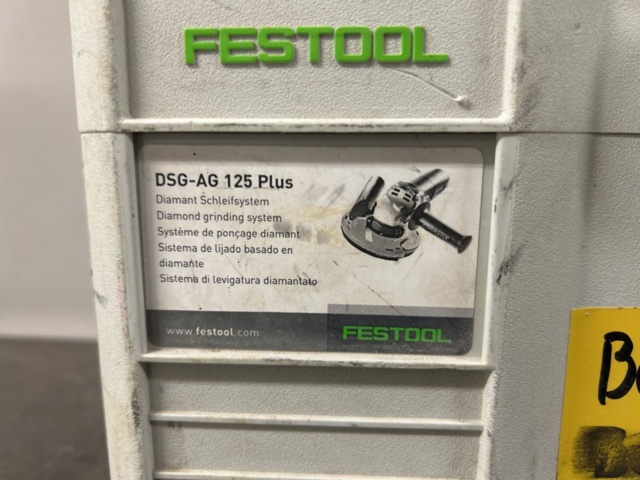 FESTOOL
DSG-AG 125 Plus
Diamant Schleifsystem
Diamond grinding system
Système de ponçage diamant
Sistema de lijado basado en
diamante
Sistema di levigatura diamantato
www.festool.com
FESTOOL